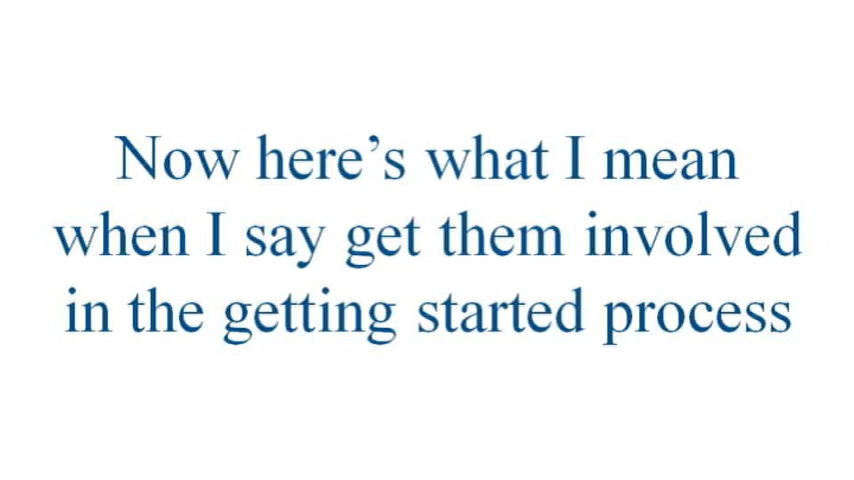 Now here’s what I mean
when I say get them involved
in the getting started process